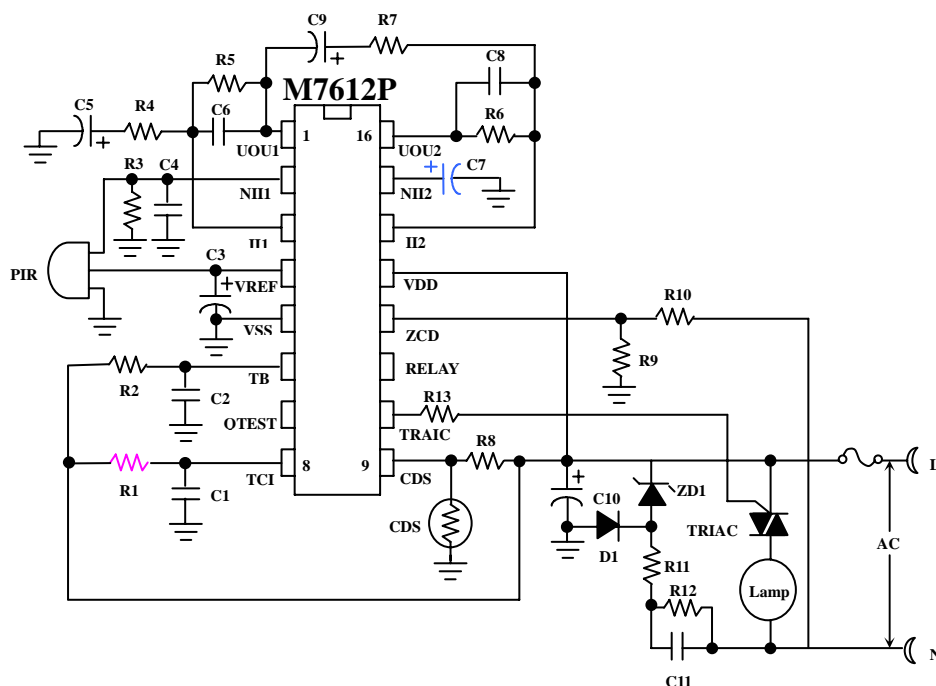 C9
R7
R5
C8
M7612P
C5
R4
C6
R6
1
16
UOU1
UOU2
R3
C4
C7
NII1
NII2
II1
II2
PIR
C3
VREF
VDD
R10
VSS
ZCD
R9
R2
TB
RELAY
C2
R13
OTEST
TRAIC
R8
R1
TCI
8
9
CDS
L
C1
C10
ZD1
CDS
TRIAC
D1
AC
R11
R12
Lamp
N
C11